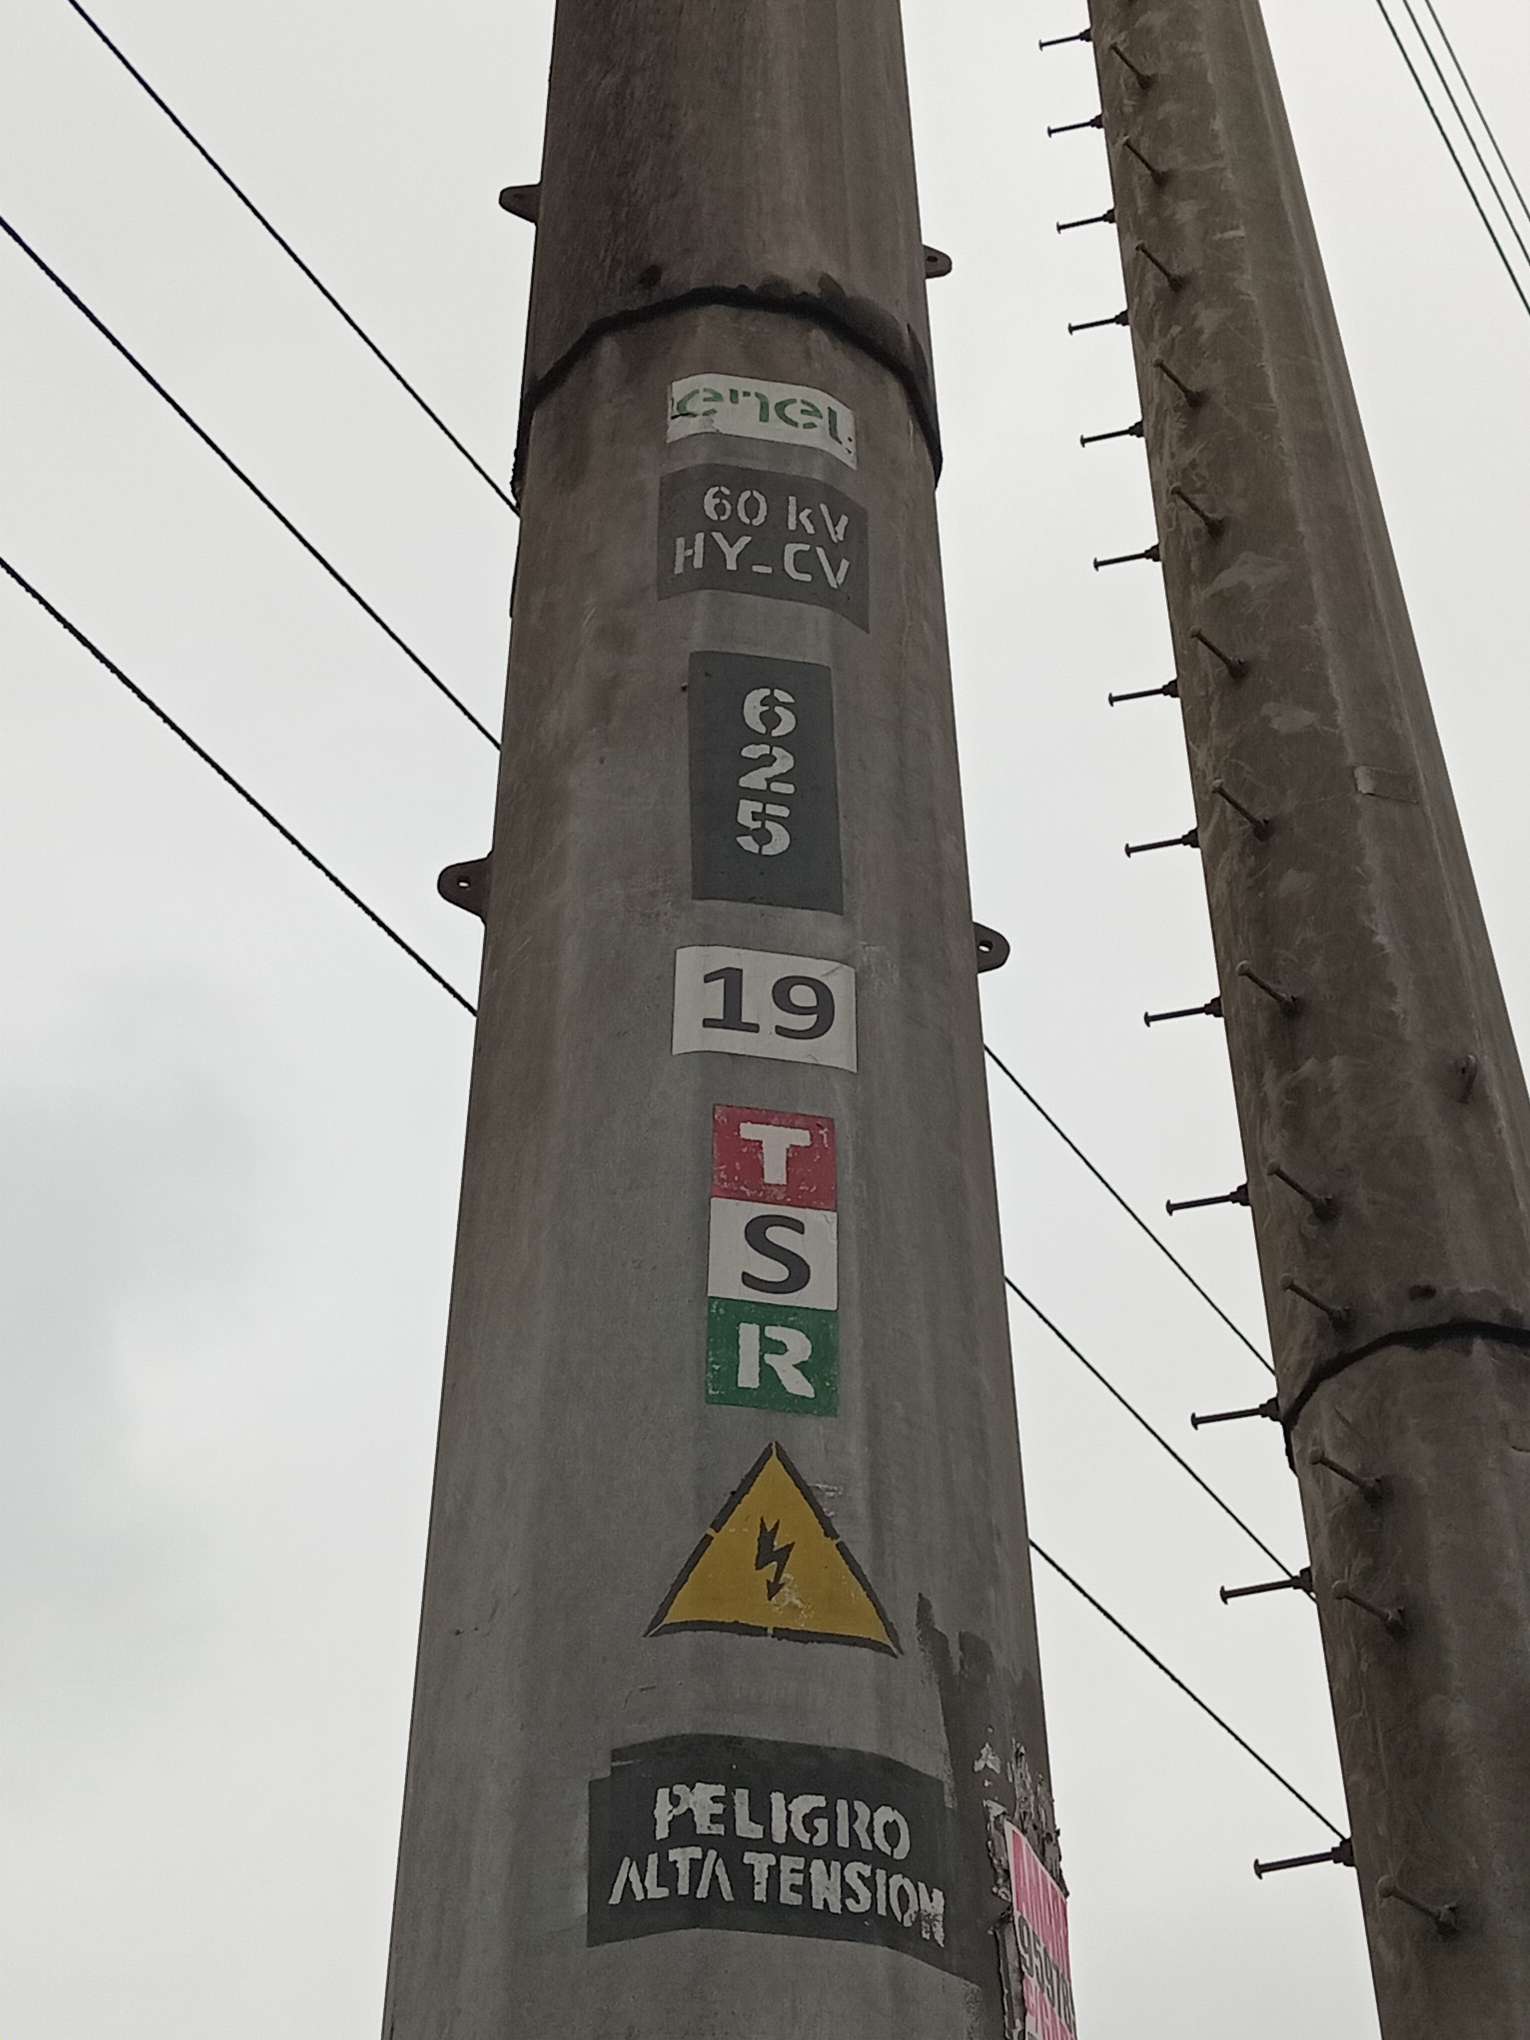 enel
60 kV
HY_CV
6
2
5
19
T
S
R
PELIGRO
ALTA TENSION